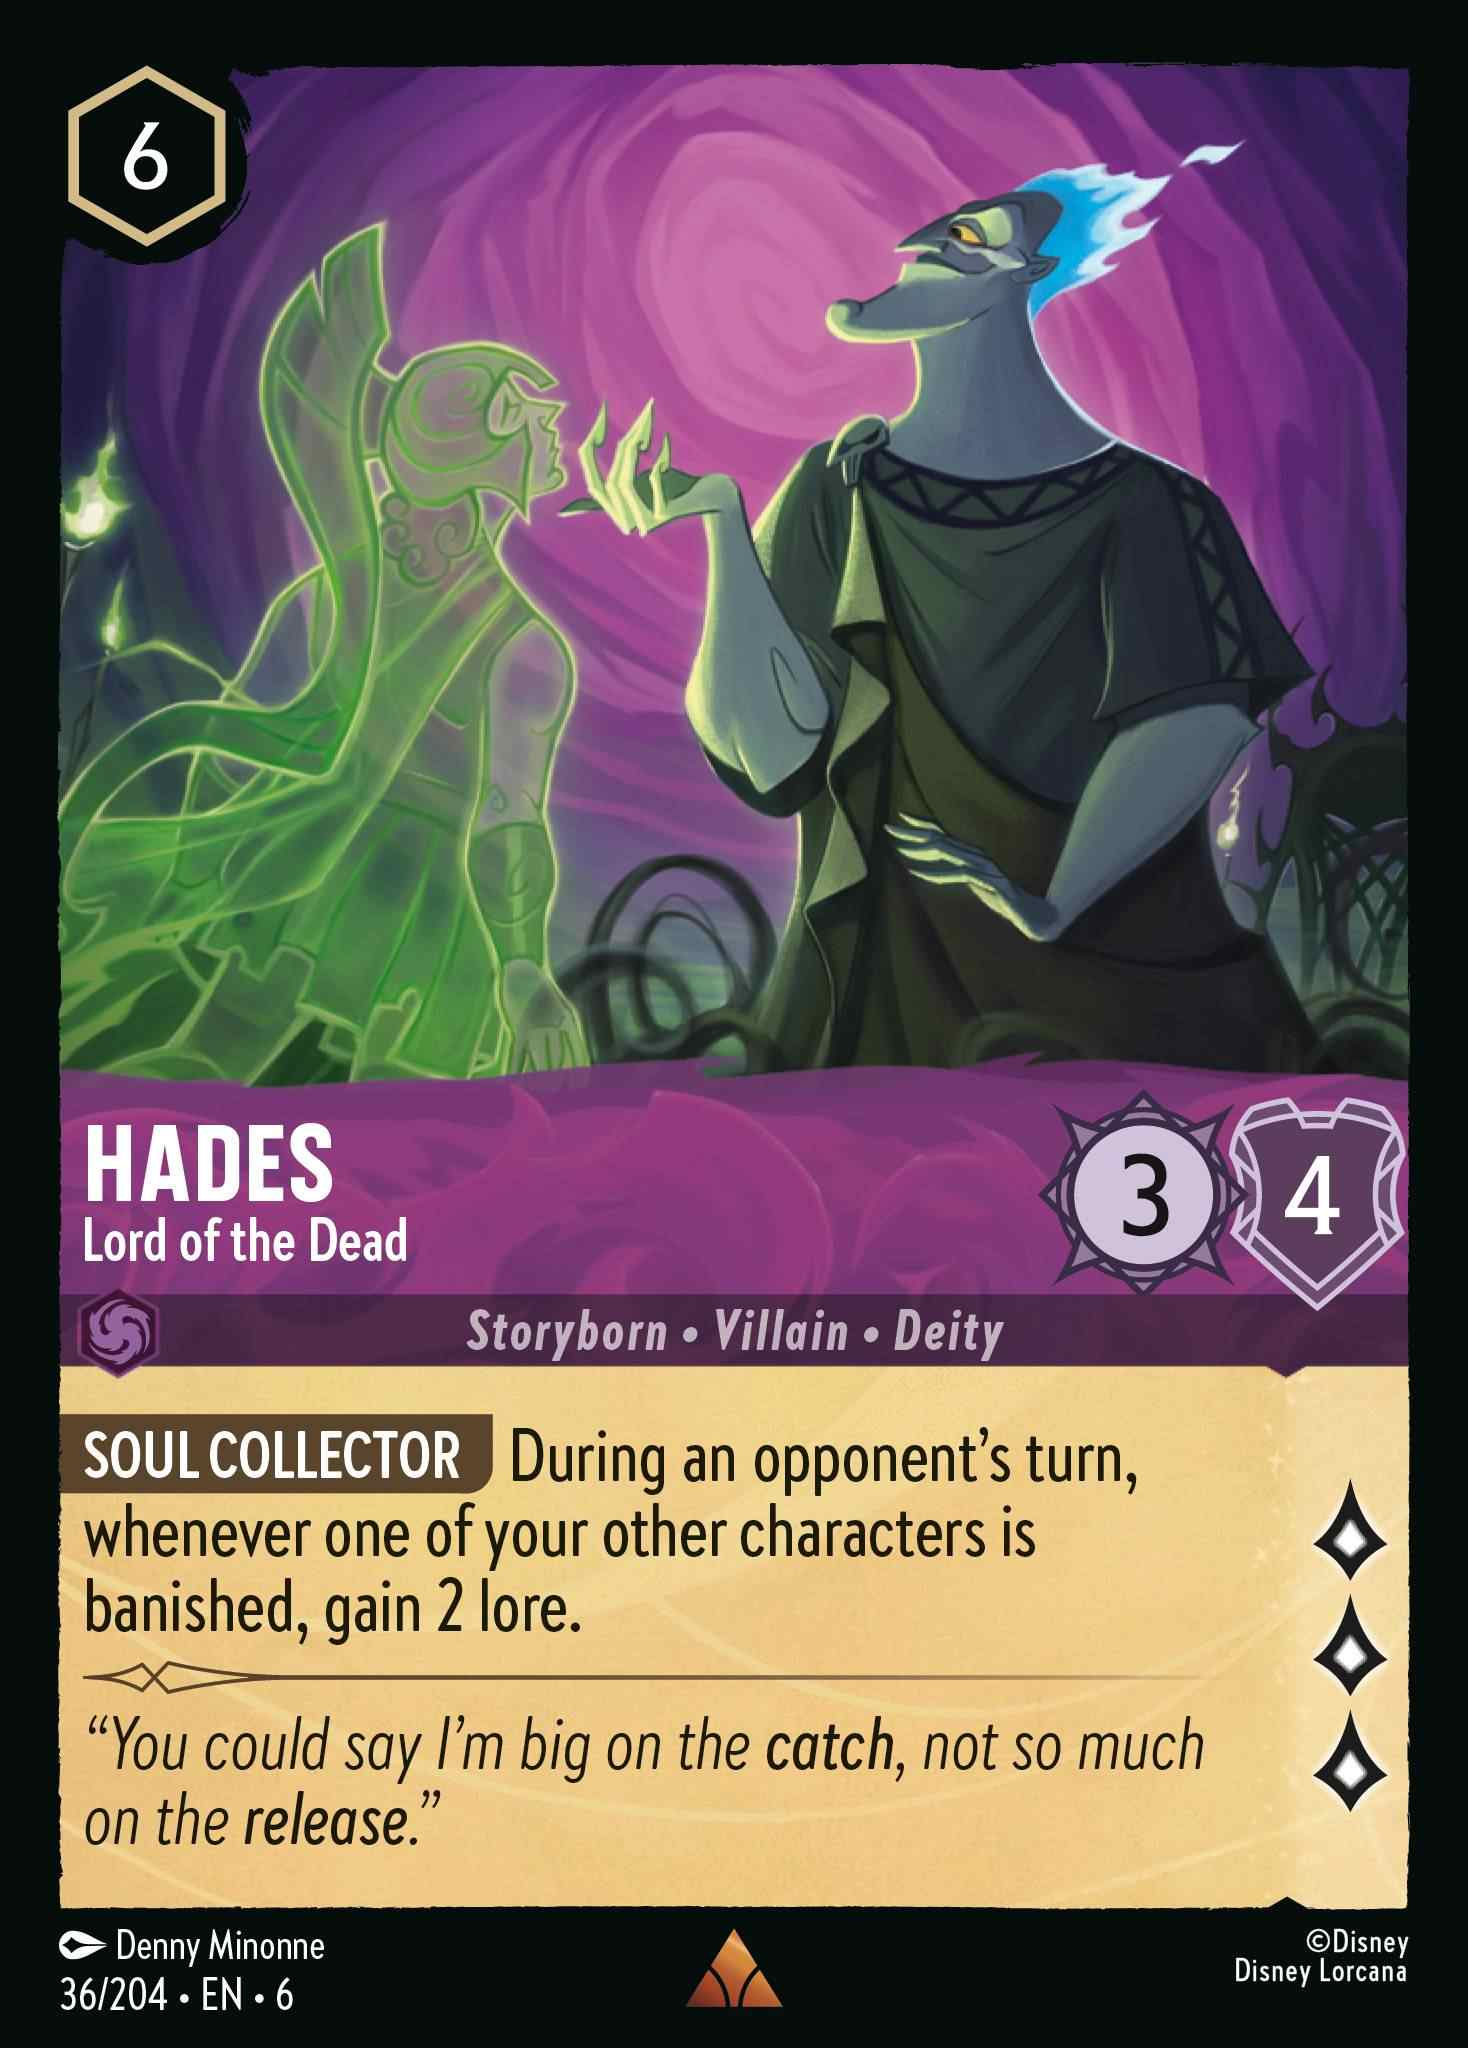 6
HADES
Lord of the Dead
3
4
Storyborn • Villain • Deity
SOUL COLLECTOR During an opponent’s turn,
whenever one of your other characters is
banished, gain 2 lore.
“You could say I’m big on the catch, not so much
on the release.”
Denny Minonne
36/204 • EN • 6
©Disney
Disney Lorcana